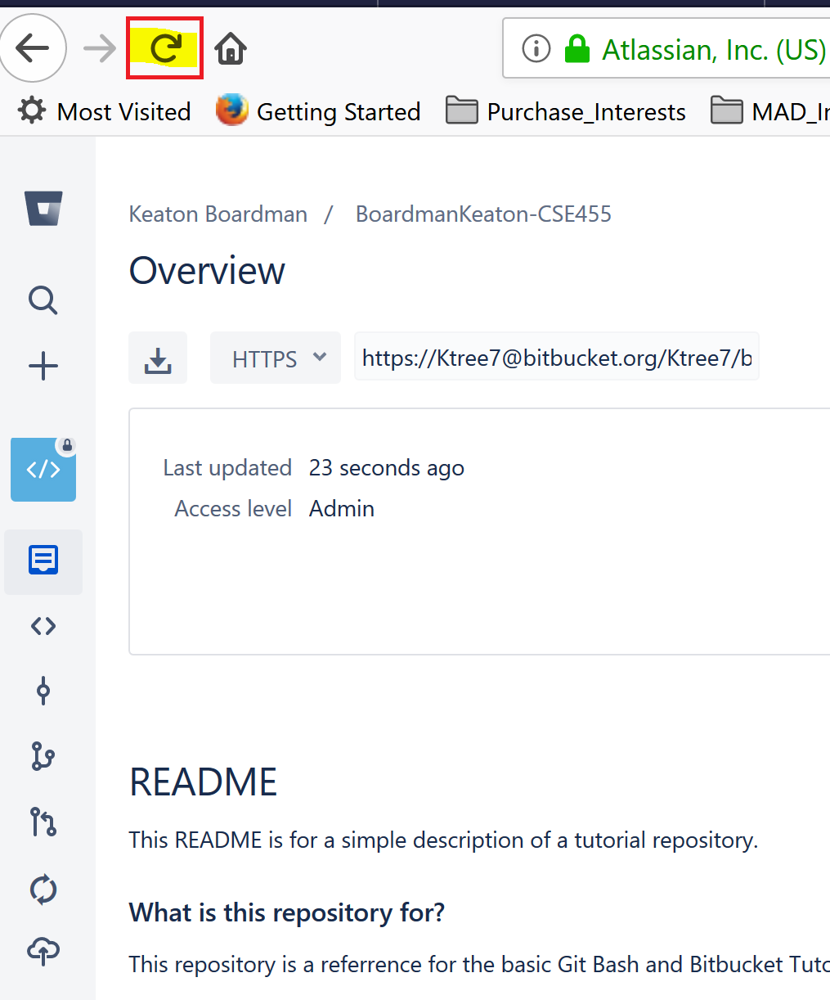 Atlassian, Inc. (US)
Most Visited Getting Started Purchase_Interests
Keaton Boardman / BoardmanKeaton-CSE455
Overview
HTTPS https://Ktree7@bitbucket.org/Ktree7/b
Last updated 23 seconds ago
Access level Admin
README
This README is for a simple description of a tutorial repository.
What is this repository for?
This repository is a referrence for the basic Git Bash and Bitbucket